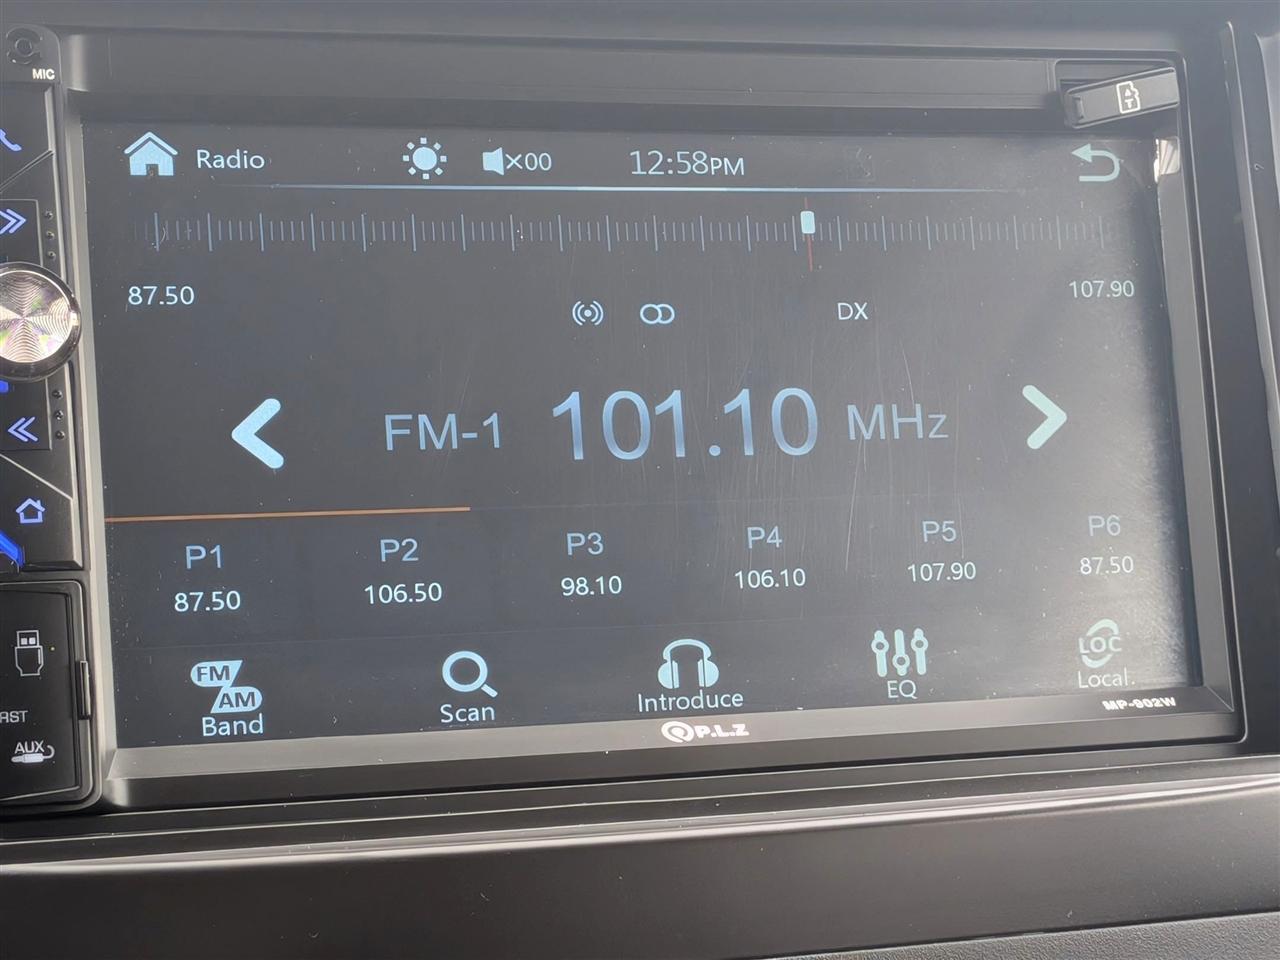 MIC
Radio
×00
12:58PM
87.50
107.90
DX
FM-1 101.10 MHz
P1 P2 P3 P4 P5 P6
87.50 106.50 98.10 106.10 107.90 87.50
FM
AM
LOC
Band Scan Introduce EQ Local
RST
AUX
P.L.Z
MP-902W